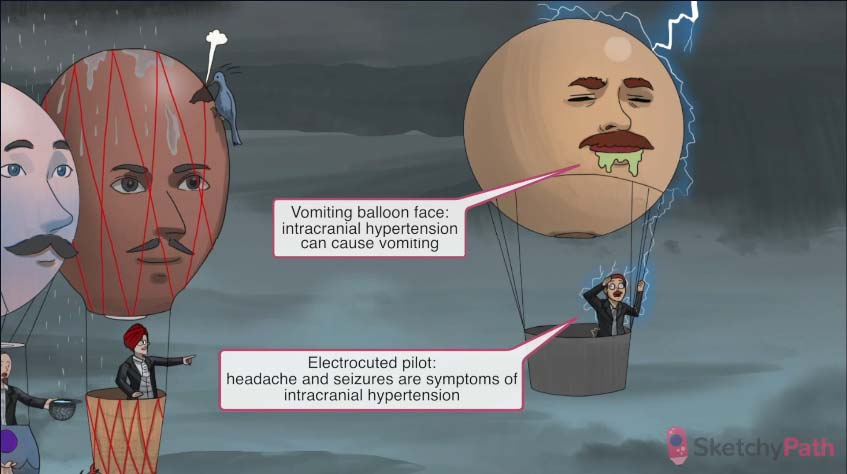 Vomiting balloon face:
intracranial hypertension
can cause vomiting
Electrocuted pilot:
headache and seizures are symptoms of
intracranial hypertension
SketchyPath